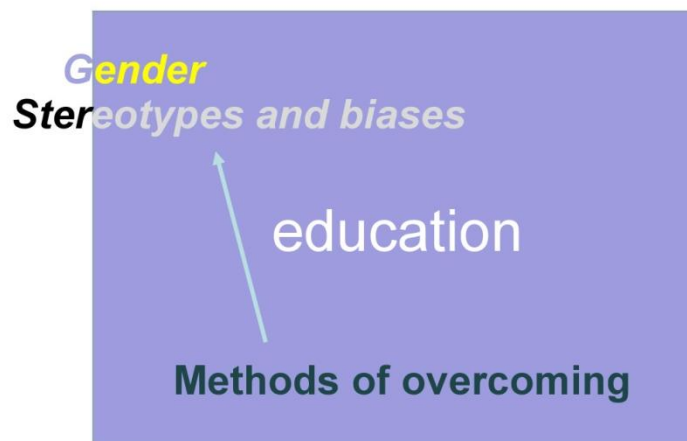 Gender
Stereotypes and biases
education
Methods of overcoming